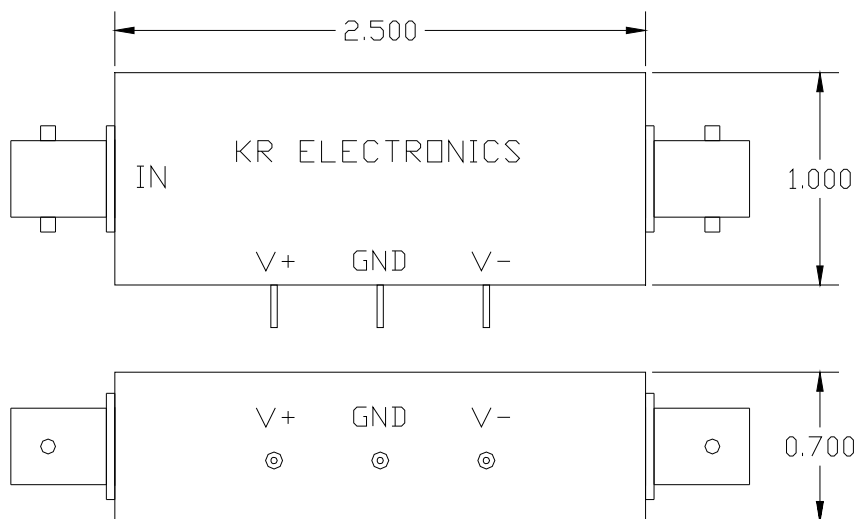 2.500
KR ELECTRONICS
IN
1.000
V+ GND V-
V+ GND V-
0.700